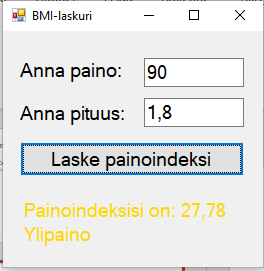 BMI-laskuri
Anna paino: 90
Anna pituus: 1,8
Laske painoindeksi
Painoindeksisi on: 27,78
Ylipaino